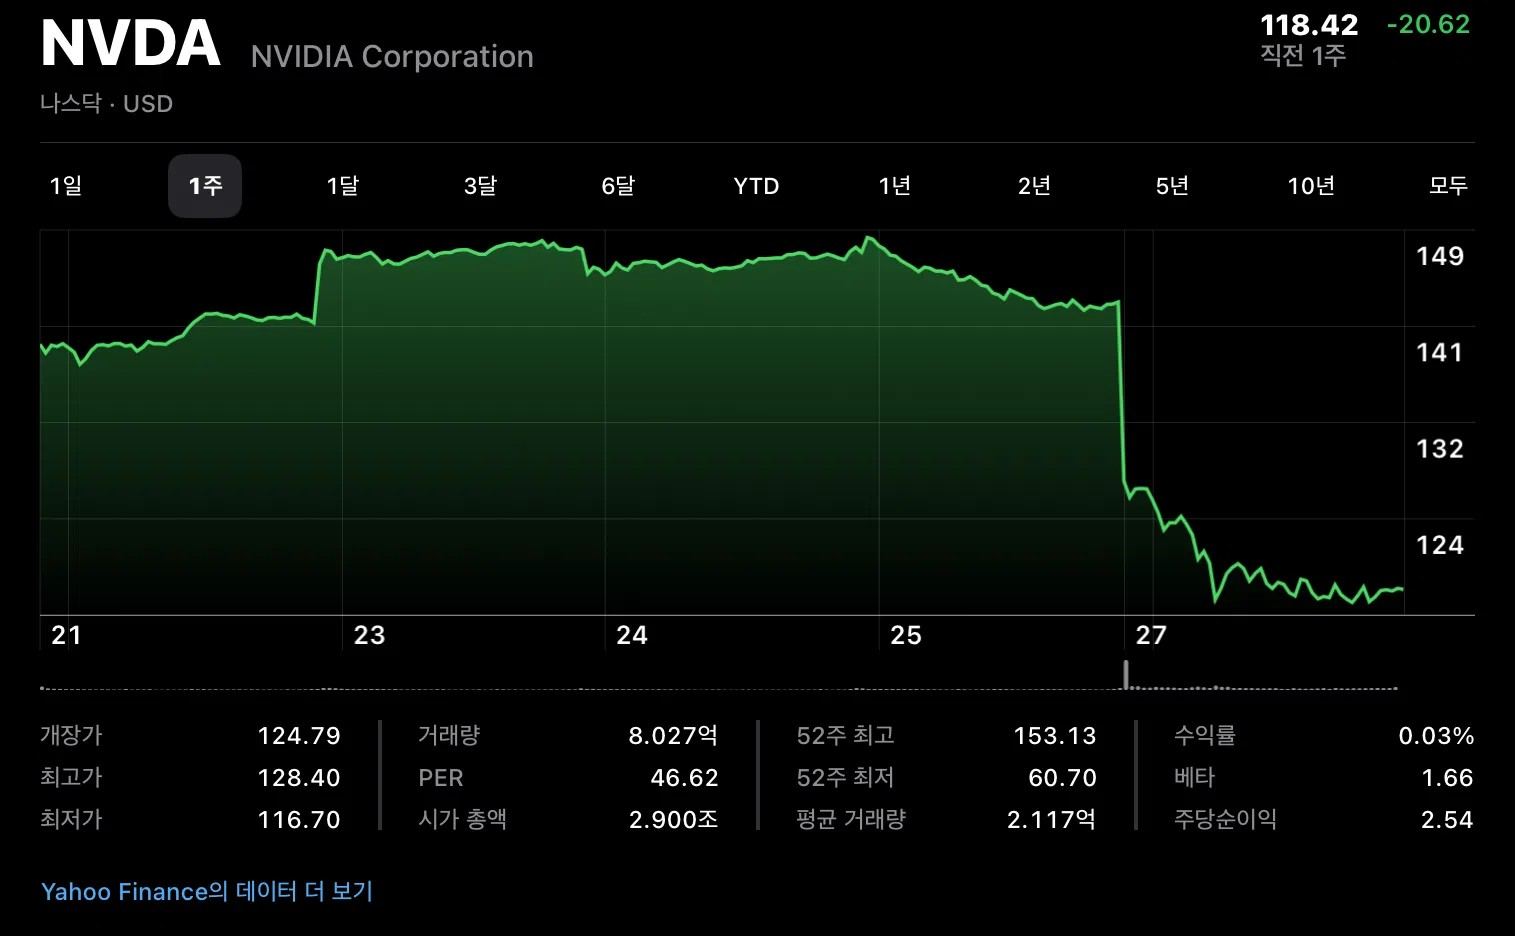 NVDA NVIDIA Corporation 118.42 -20.62
직전 1주
나스닥 · USD
1일 1주 1달 3달 6달 YTD 1년 2년 5년 10년 모두
149
141
132
124
21 23 24 25 27
개장가 124.79 거래량 8.027억 52주 최고 153.13 수익률 0.03%
최고가 128.40 PER 46.62 52주 최저 60.70 베타 1.66
최저가 116.70 시가 총액 2.900조 평균 거래량 2.117억 주당순이익 2.54
Yahoo Finance의 데이터 더 보기